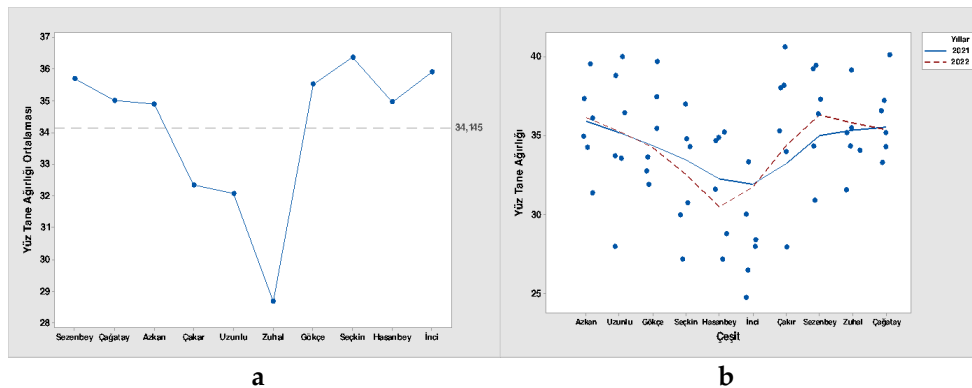 37
36
35
34
33
32
31
30
29
28
Yüz Tane Ağırlığı Ortalaması
34,145
Sezenbey Çağatay Azkan Çakar Uzunlu Zuhal Gökçe Seçkin Hasanbey İnci
a
40
35
30
25
Yüz Tane Ağırlığı
Azkan Uzunlu Gökçe Seçkin Hasanbey İnci Çakır Sezenbey Zuhal Çağatay
Çeşit
Yıllar
2021
2022
b